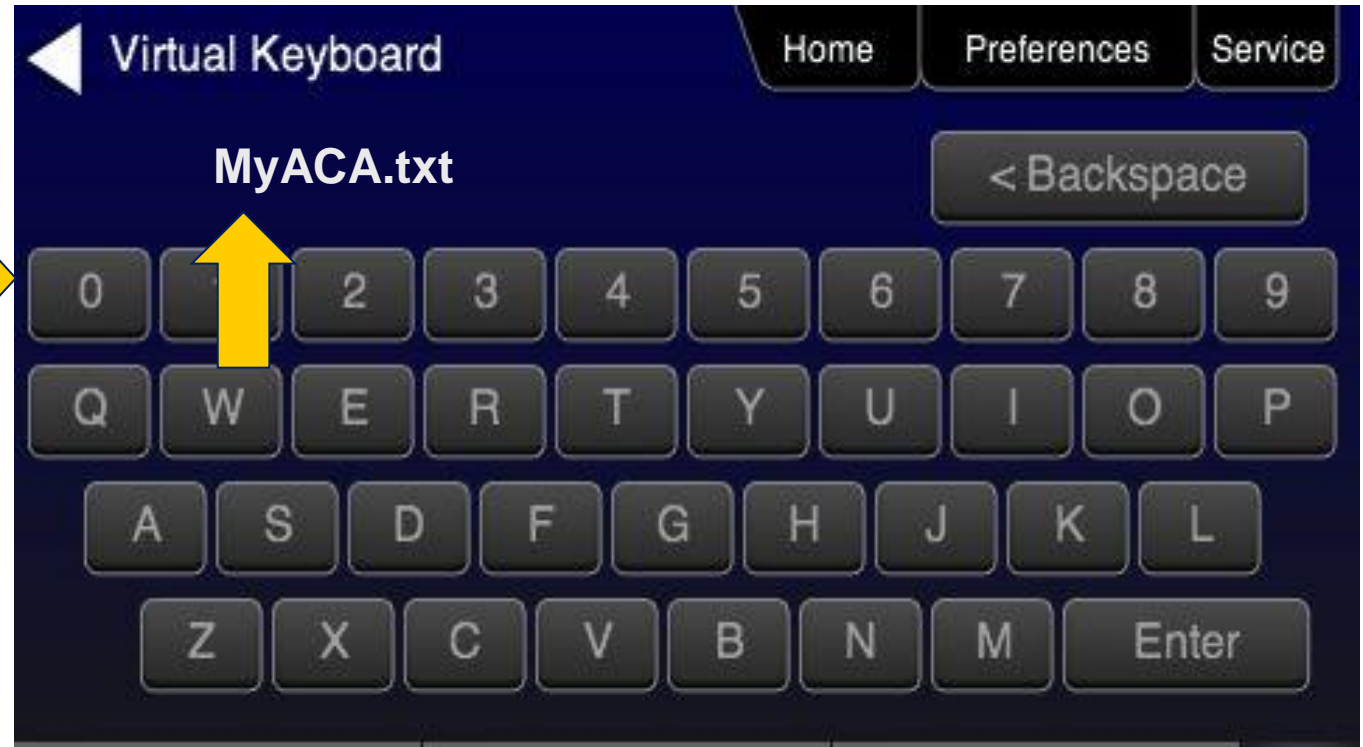 Virtual Keyboard Home Preferences Service
MyACA.txt < Backspace
0 2 3 4 5 6 7 8 9
Q W E R T Y U I O P
A S D F G H J K L
Z X C V B N M Enter